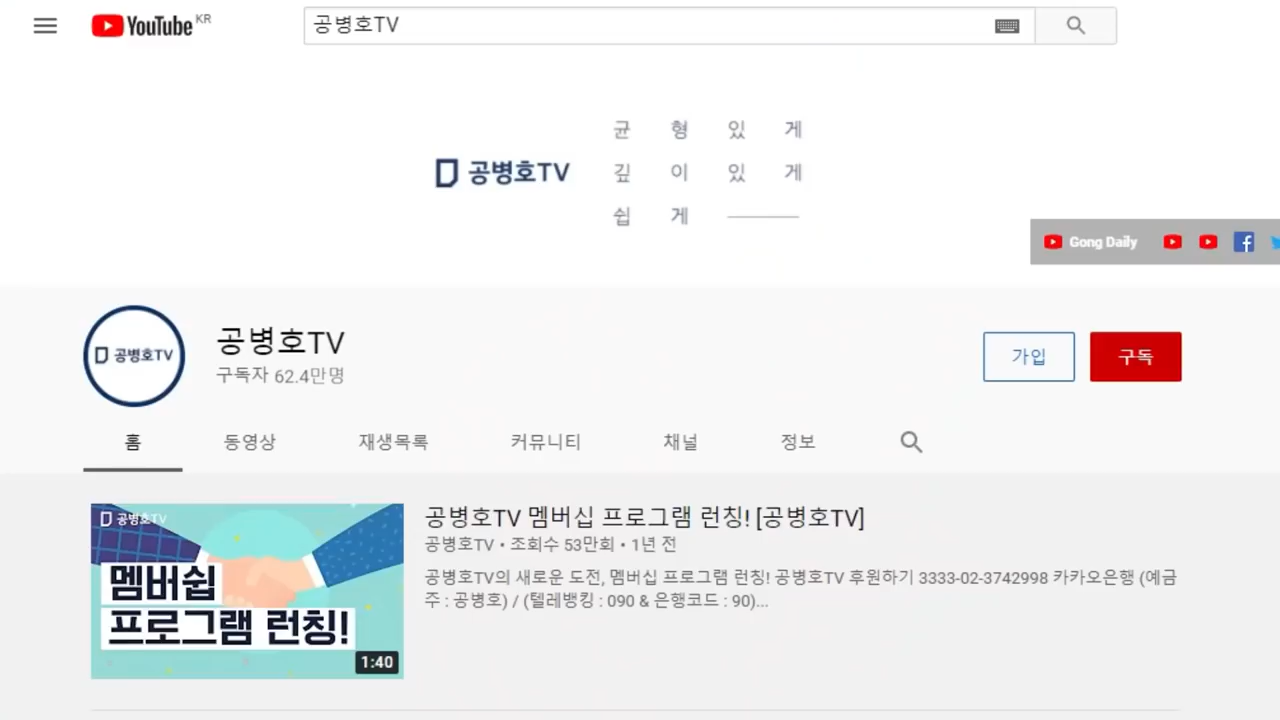 YouTube KR
공병호TV
균 형 있 게
공병호TV
깊 이 있 게
쉽 게
Gong Daily
공병호TV
공병호TV
구독자 62.4만명
가입
구독
홈 동영상 재생목록 커뮤니티 채널 정보
공병호TV
멤버쉽
프로그램 런칭!
1:40
공병호TV 멤버십 프로그램 런칭! [공병호TV]
공병호TV • 조회수 53만회 • 1년 전
공병호TV의 새로운 도전, 멤버십 프로그램 런칭! 공병호TV 후원하기 3333-02-3742998 카카오은행 (예금
주 : 공병호) / (텔레뱅킹 : 090 & 은행코드 : 90)...